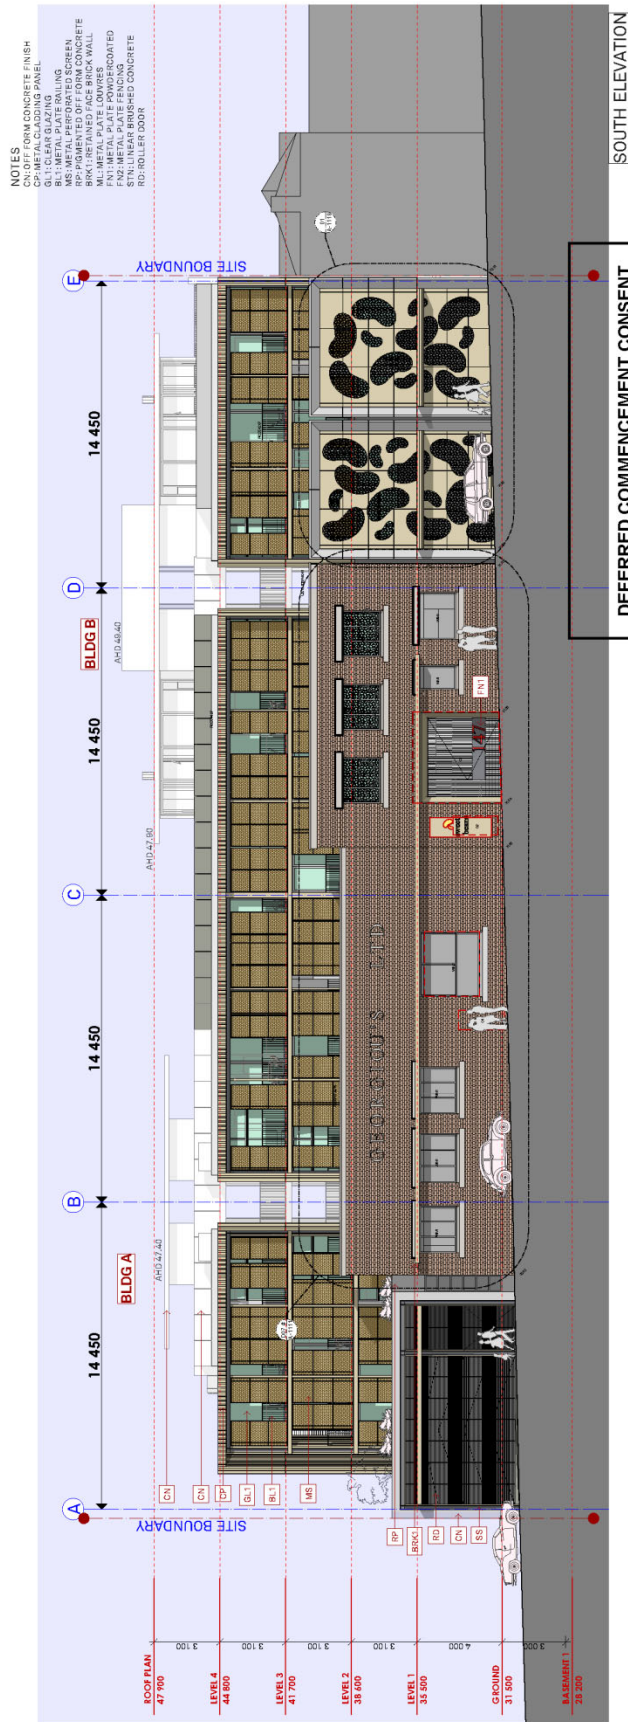 NOTES
CN: OFF FORM CONCRETE FINISH
CP: METAL CLADDING PANEL
GL1: CLEAR GLAZING
BL1: METAL PLATE RAILING
MS: METAL PERFORATED SCREEN
RP: PIGMENTED OFF FORM CONCRETE
BRK1: RETAINED FACE BRICK WALL
ML: METAL PLATE LOUVRES
FN1: METAL PLATE POWDERCOATED
FN2: METAL PLATE FENCING
STN: LINEAR BRUSHED CONCRETE
RD: ROLLER DOOR
A
B
C
D
E
14 450
14 450
14 450
14 450
BLDG A
BLDG B
SITE BOUNDARY
SITE BOUNDARY
AHD 47.40
AHD 47.90
AHD 49.40
ROOF PLAN
47 900
3 100
LEVEL 4
44 800
3 100
LEVEL 3
41 700
3 100
LEVEL 2
38 600
3 100
LEVEL 1
35 500
4 000
GROUND
31 500
BASEMENT 1
28 200
CN
CN
CP
GL1
BL1
MS
RP
BRK1
RD
CN
SS
GEORGIOU'S LTD
FN1
47
SOUTH ELEVATION
DEFERRED COMMENCEMENT CONSENT